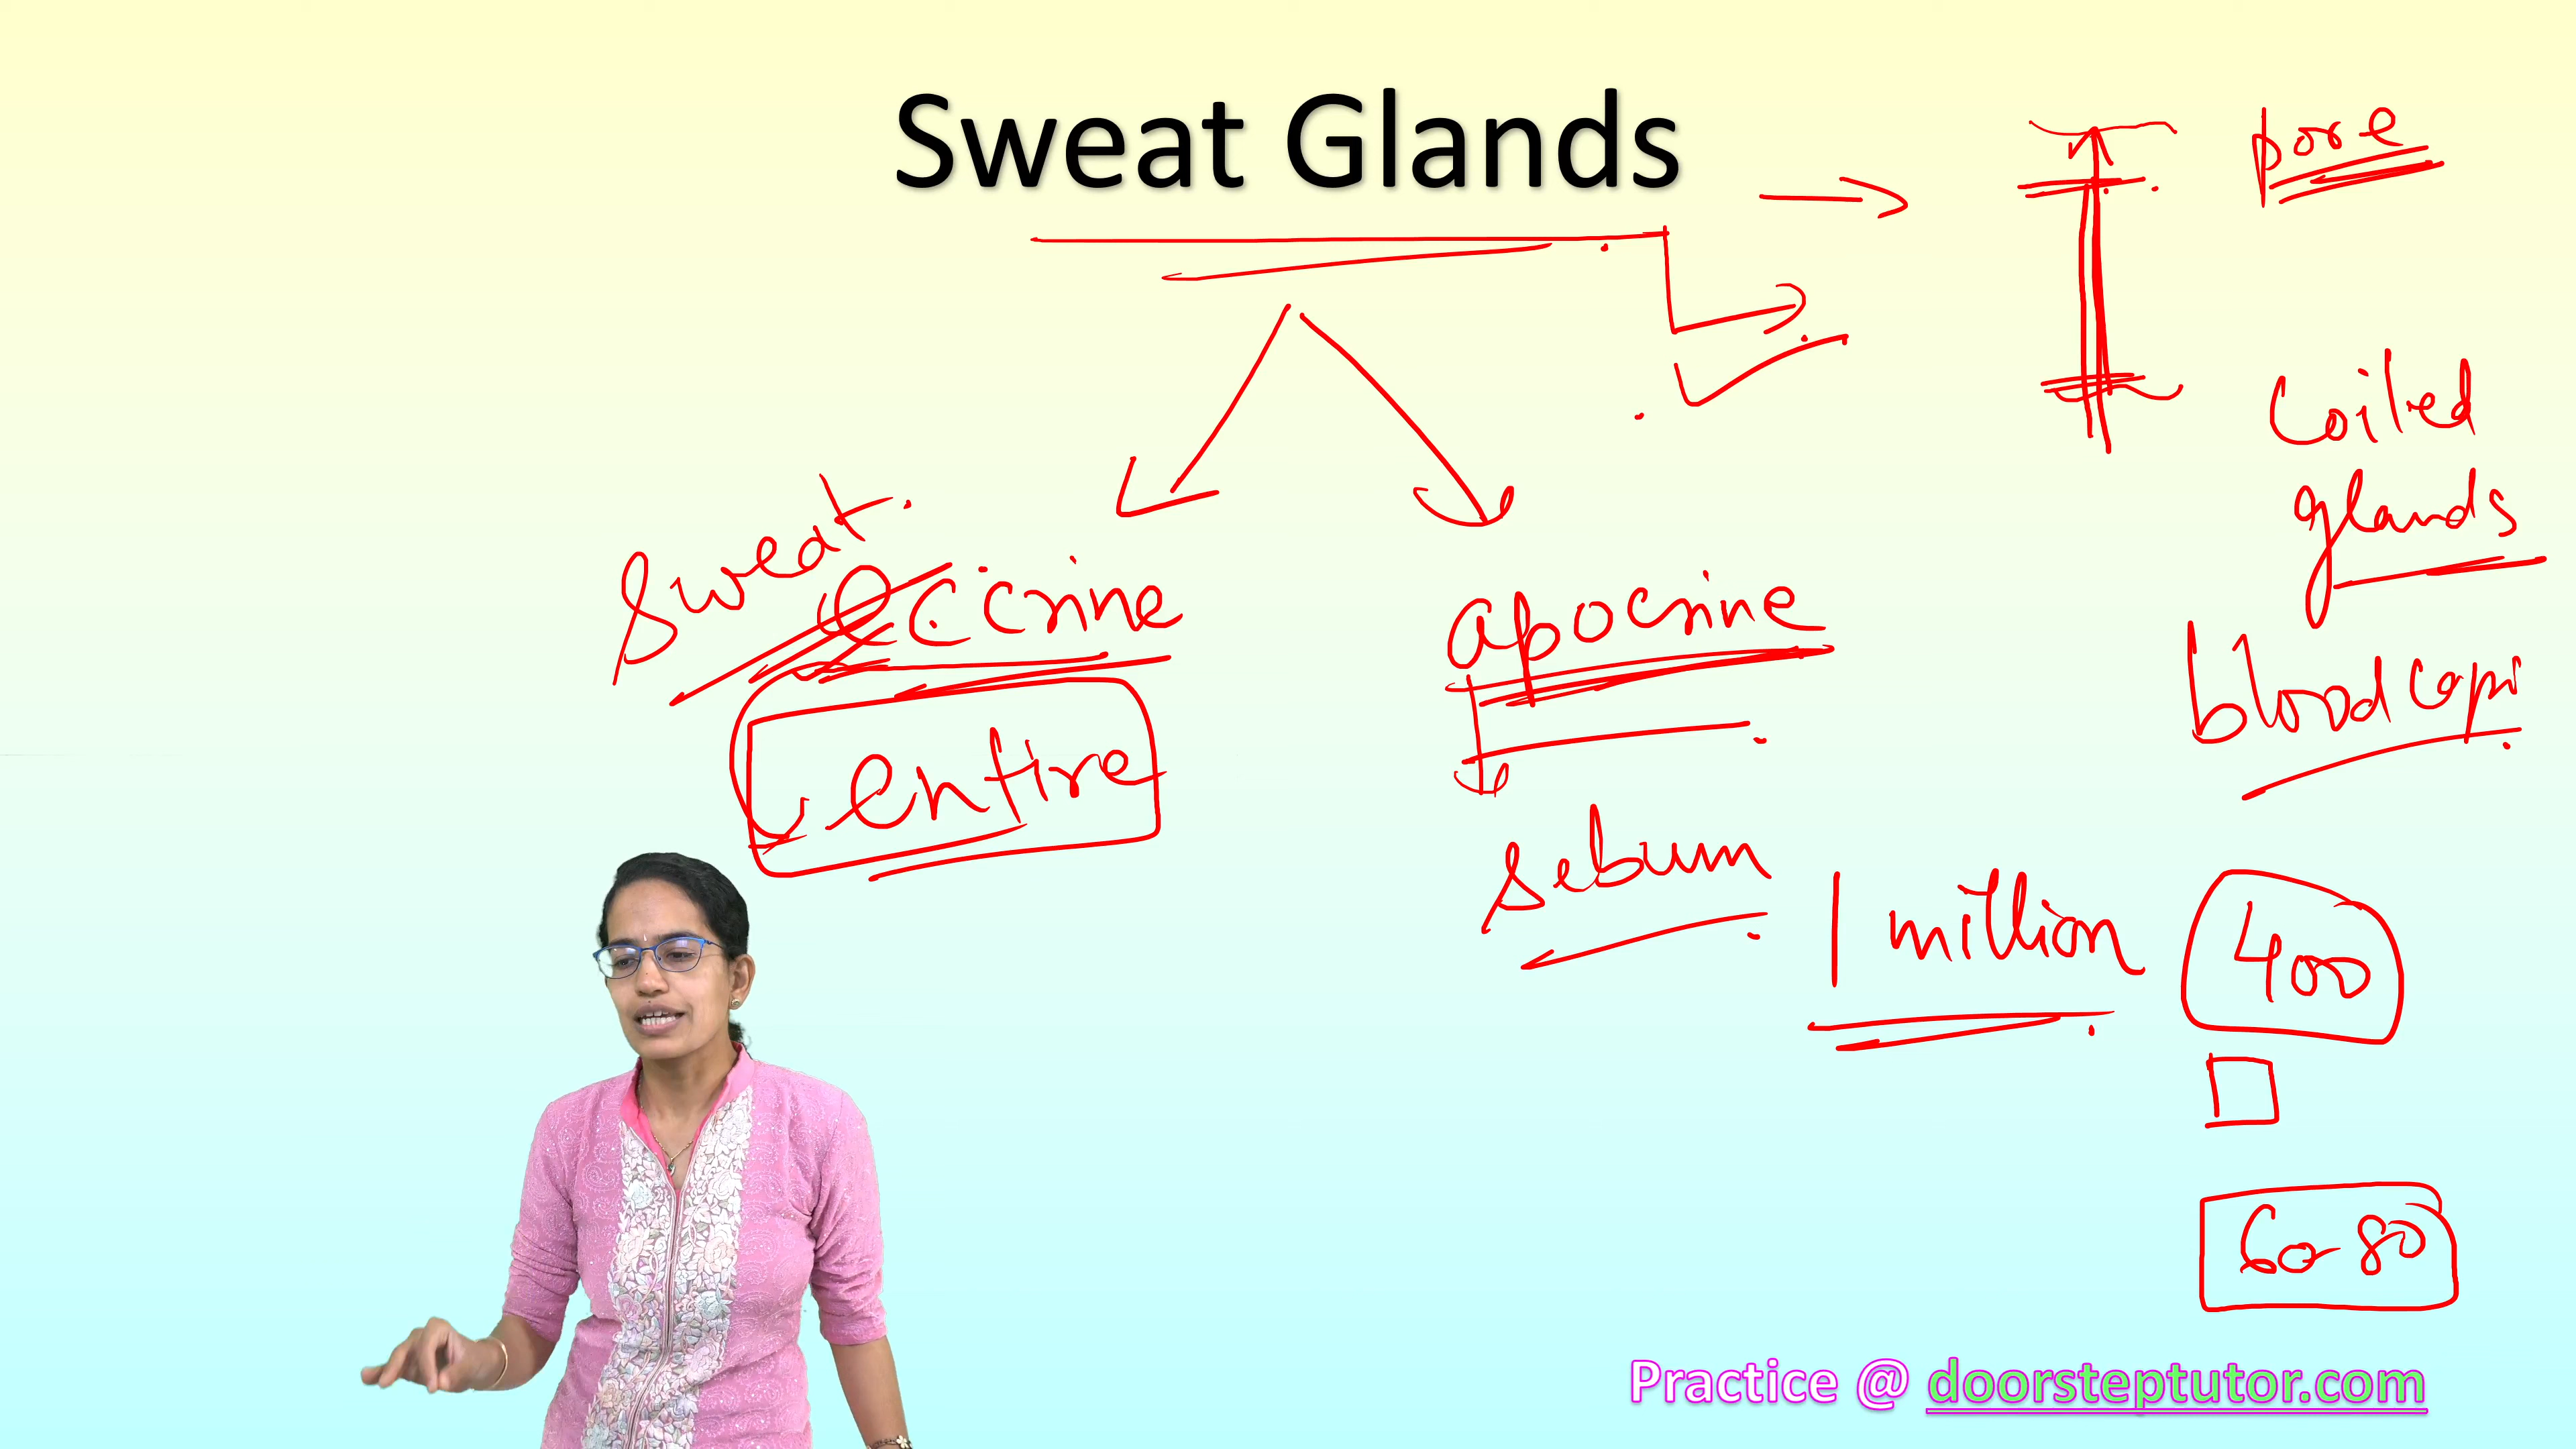 Sweat Glands
pore
coiled
glands
blood capi
sweat.
eccrine
apocrine
entire
sebum
1 million
400
60-80
Practice @ doorsteptutor.com